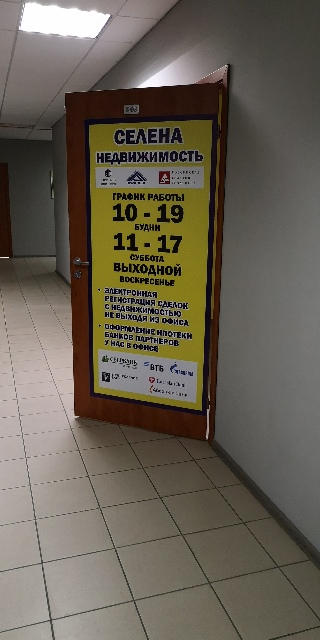 СЕЛЕНА
НЕДВИЖИМОСТЬ
ГРАФИК РАБОТЫ
10 - 19
БУДНИ
11 - 17
СУББОТА
ВЫХОДНОЙ
ВОСКРЕСЕНЬЕ
• ЭЛЕКТРОННАЯ
РЕГИСТРАЦИЯ СДЕЛОК
С НЕДВИЖИМОСТЬЮ
НЕ ВЫХОДЯ ИЗ ОФИСА
• ОФОРМЛЕНИЕ ИПОТЕКИ
БАНКОВ ПАРТНЕРОВ
У НАС В ОФИСЕ
СБЕРБАНК
ВТБ